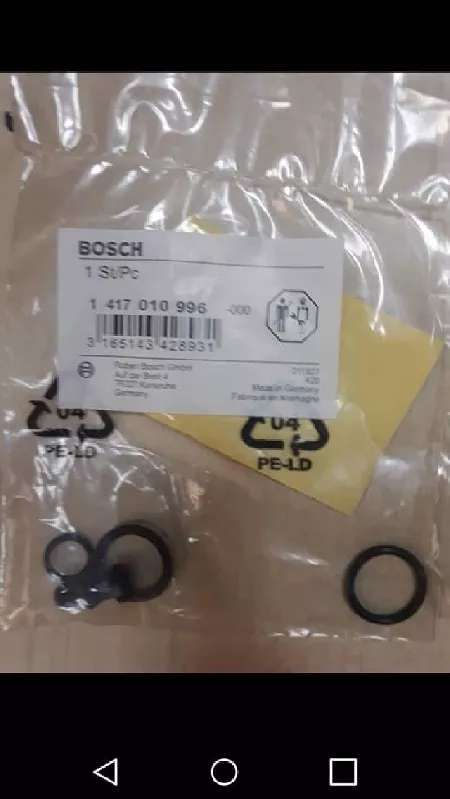 BOSCH
1 St/Pc
1 417 010 996 -000
3 165143 428931
Robert Bosch GmbH
Auf der Breit 4
76227 Karlsruhe
Germany
Made in Germany
Fabriqué en Allemagne
04
PE-LD
04
PE-LD